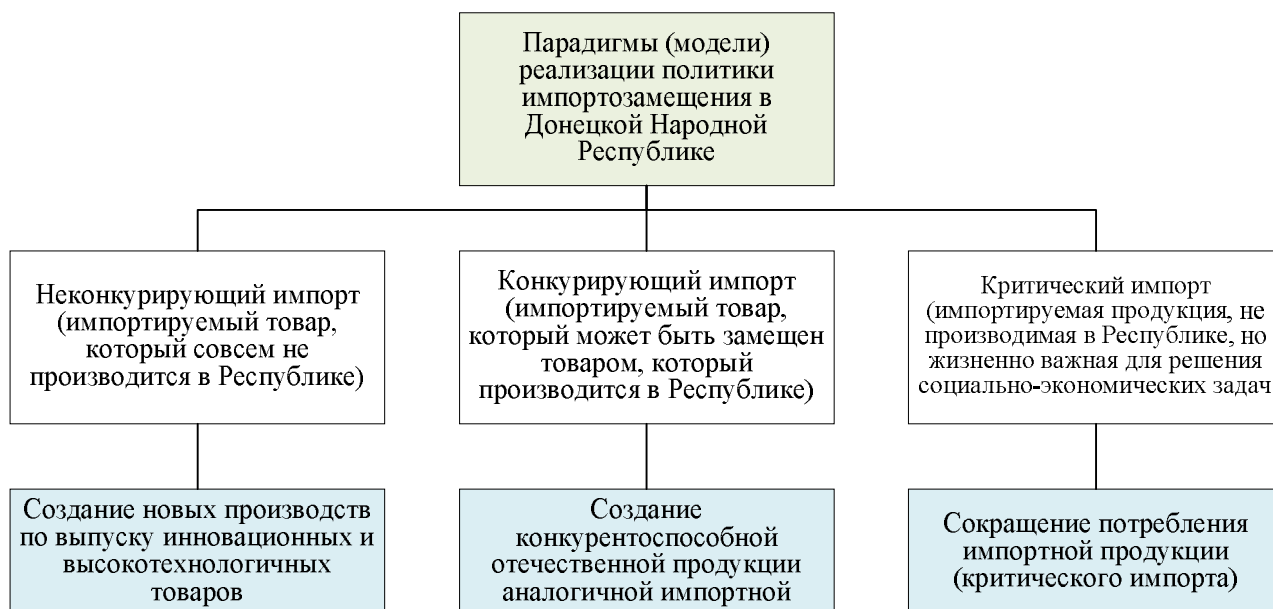 Парадигмы (модели)
реализации политики
импортозамещения в
Донецкой Народной
Республике
Неконкурирующий импорт
(импортируемый товар,
который совсем не
производится в Республике)
Конкурирующий импорт
(импортируемый товар,
который может быть замещен
товаром, который
производится в Республике)
Критический импорт
(импортируемая продукция, не
производимая в Республике, но
жизненно важная для решения
социально-экономических задач
Создание новых производств
по выпуску инновационных и
высокотехнологичных
товаров
Создание
конкурентоспособной
отечественной продукции
аналогичной импортной
Сокращение потребления
импортной продукции
(критического импорта)